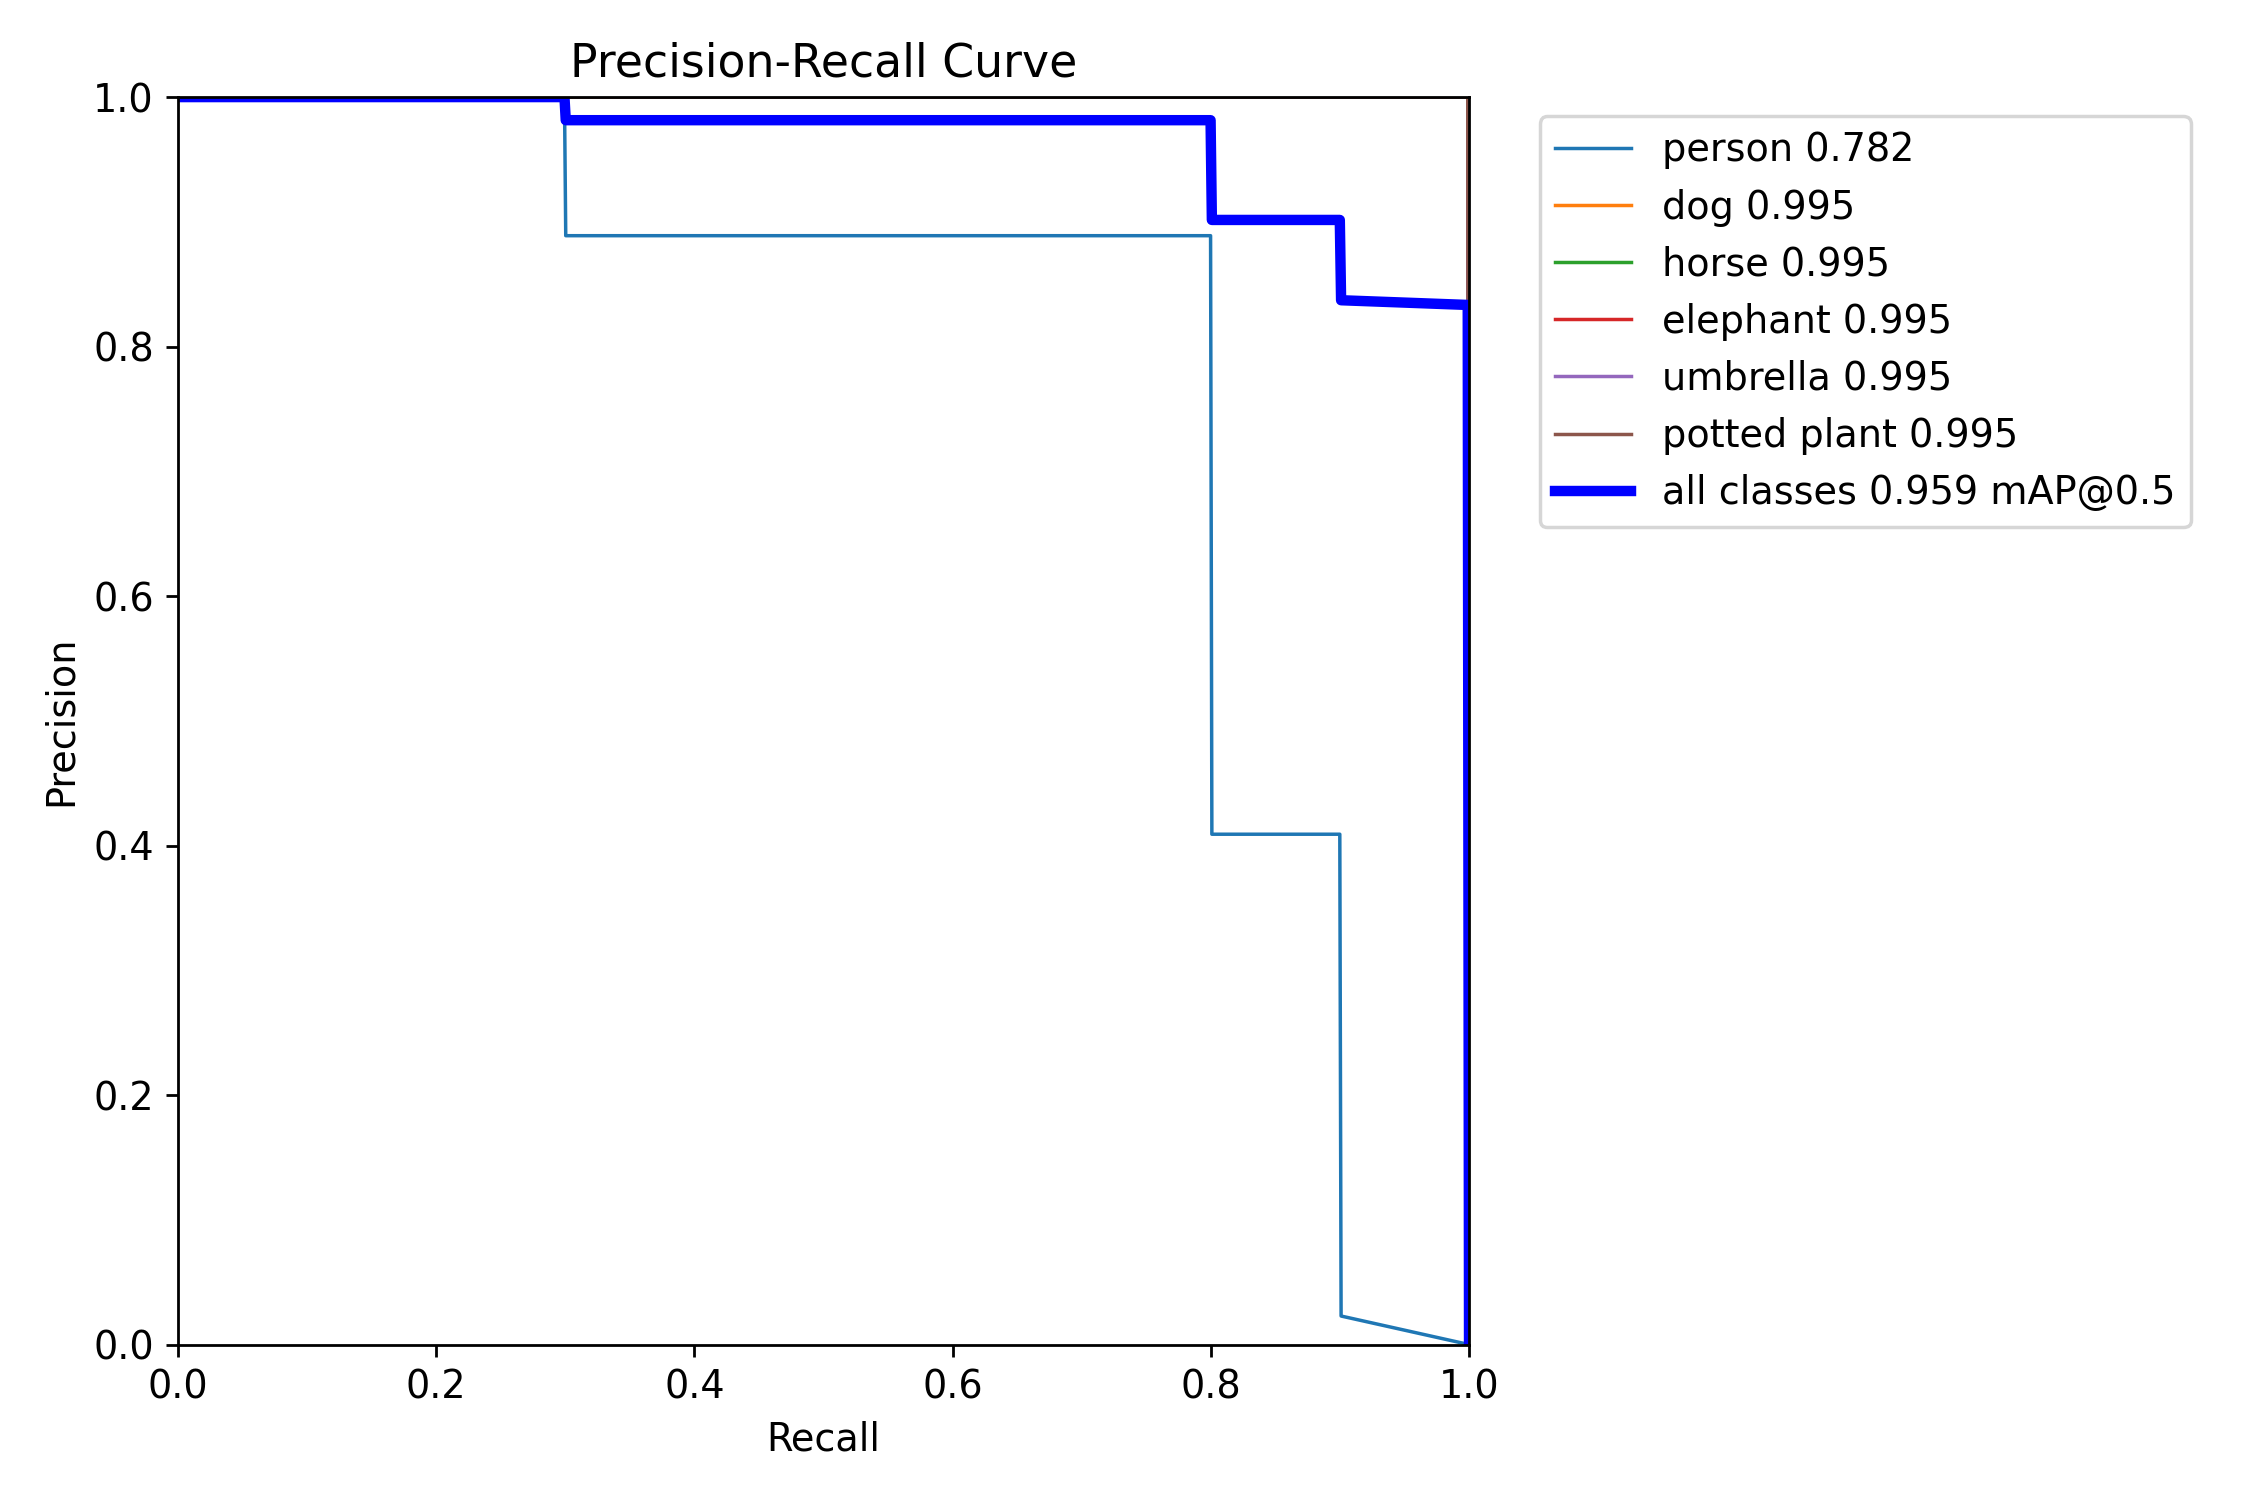 Precision-Recall Curve
1.0
0.8
0.6
0.4
0.2
0.0
Precision
0.0 0.2 0.4 0.6 0.8 1.0
Recall
person 0.782
dog 0.995
horse 0.995
elephant 0.995
umbrella 0.995
potted plant 0.995
all classes 0.959 mAP@0.5